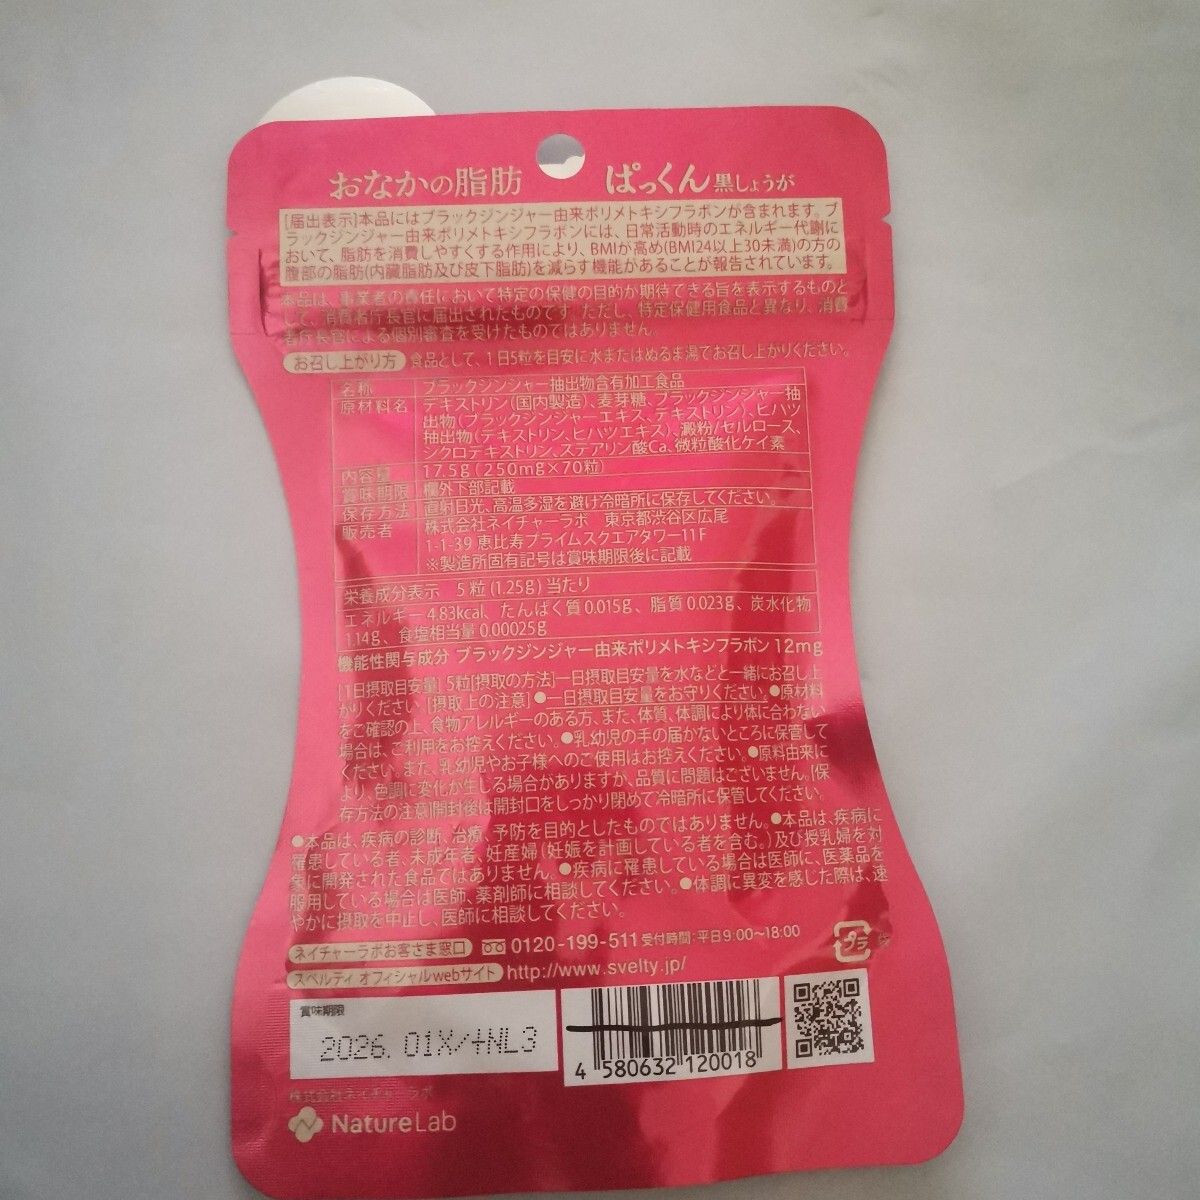 おなかの脂肪 ぱっくん黒しょうが
[届出表示]本品にはブラックジンジャー由来ポリメトキシフラボンが含まれます。ブ
ラックジンジャー由来ポリメトキシフラボンには、日常活動時のエネルギー代謝に
おいて、脂肪を消費しやすくする作用により、BMIが高め(BMI24以上30未満)の方の
腹部の脂肪(内臓脂肪及び皮下脂肪)を減らす機能があることが報告されています。
本品は、事業者の責任において特定の保健の目的が期待できる旨を表示するものと
して、消費者庁長官に届出されたものです。ただし、特定保健用食品と異なり、消費
者庁長官による個別審査を受けたものではありません。
お召し上がり方 食品として、1日5粒を目安に水またはぬるま湯でお召し上がりください。
名称 ブラックジンジャー抽出物含有加工食品
原材料名 デキストリン(国内製造)、麦芽糖、ブラックジンジャー抽
出物(ブラックジンジャーエキス、デキストリン)、ヒハツ
抽出物(デキストリン、ヒハツエキス)、澱粉/セルロース、
シクロデキストリン、ステアリン酸Ca、微粒酸化ケイ素
内容量 17.5g(250mg×70粒)
賞味期限 欄外下部記載
保存方法 直射日光、高温多湿を避け冷暗所に保存してください。
販売者 株式会社ネイチャーラボ 東京都渋谷区広尾
1-1-39 恵比寿プライムスクエアタワー11F
※製造所固有記号は賞味期限後に記載
栄養成分表示 5粒(1.25g)当たり
エネルギー4.83kcal、たんぱく質0.015g、脂質0.023g、炭水化物
1.14g、食塩相当量0.00025g
機能性関与成分 ブラックジンジャー由来ポリメトキシフラボン12mg
[1日摂取目安量]5粒[摂取の方法]一日摂取目安量を水などと一緒にお召し上
がりください [摂取上の注意]●一日摂取目安量をお守りください。●原材料
をご確認の上、食物アレルギーのある方、また、体質、体調により体に合わない
場合は、ご利用をお控えください。●乳幼児の手の届かないところに保管して
ください。また、乳幼児やお子様へのご使用はお控えください。●原料由来に
より、色調に変化が生じる場合がありますが、品質に問題はございません。[保
存方法の注意]開封後は開封口をしっかり閉めて冷暗所に保管してください。
●本品は、疾病の診断、治療、予防を目的としたものではありません。●本品は、疾病に
罹患している者、未成年者、妊産婦(妊娠を計画している者を含む。)及び授乳婦を対
象に開発された食品ではありません。●疾病に罹患している場合は医師に、医薬品を
服用している場合は医師、薬剤師に相談してください。●体調に異変を感じた際は、速
やかに摂取を中止し、医師に相談してください。
ネイチャーラボお客さま窓口 0120-199-511 受付時間:平日9:00〜18:00
プラ
スベルティ オフィシャルwebサイト http://www.svelty.jp/
賞味期限
2026.01X/+NL3
4 580632 120018
株式会社ネイチャーラボ
NatureLab